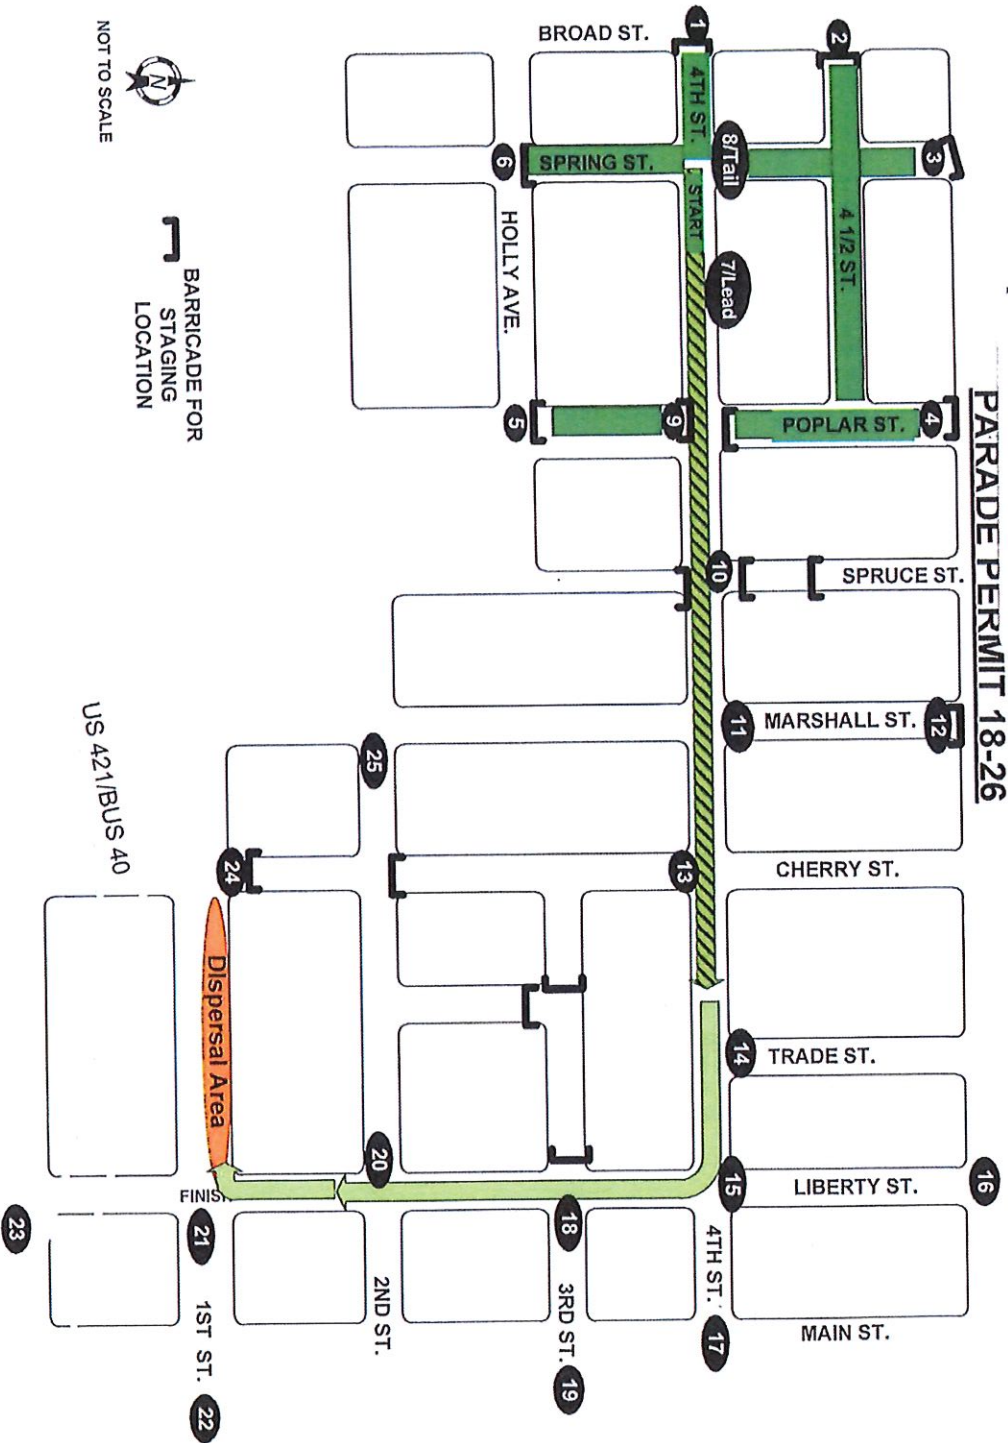 PARADE PERMIT 18-26
1
2
3
4
5
6
7/Lead
8/Tail
9
10
11
12
13
14
15
16
17
18
19
20
21
22
23
24
25
BROAD ST.
4TH ST.
SPRING ST.
START
4 1/2 ST.
HOLLY AVE.
POPLAR ST.
SPRUCE ST.
MARSHALL ST.
CHERRY ST.
TRADE ST.
LIBERTY ST.
MAIN ST.
4TH ST.
3RD ST.
2ND ST.
1ST ST.
FINISH
Dispersal Area
US 421/BUS 40
N
NOT TO SCALE
BARRICADE FOR
STAGING
LOCATION